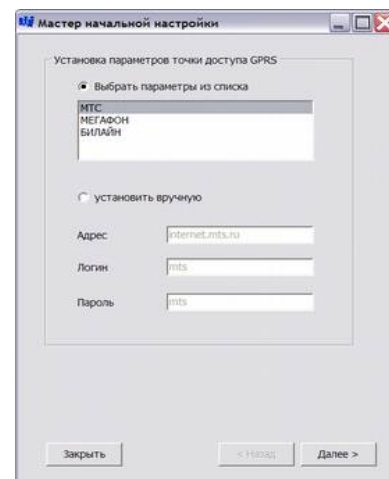 Мастер начальной настройки
Установка параметров точки доступа GPRS
Выбрать параметры из списка
МТС
МЕГАФОН
БИЛАЙН
установить вручную
Адрес internet.mts.ru
Логин mts
Пароль mts
Закрыть < Назад Далее >